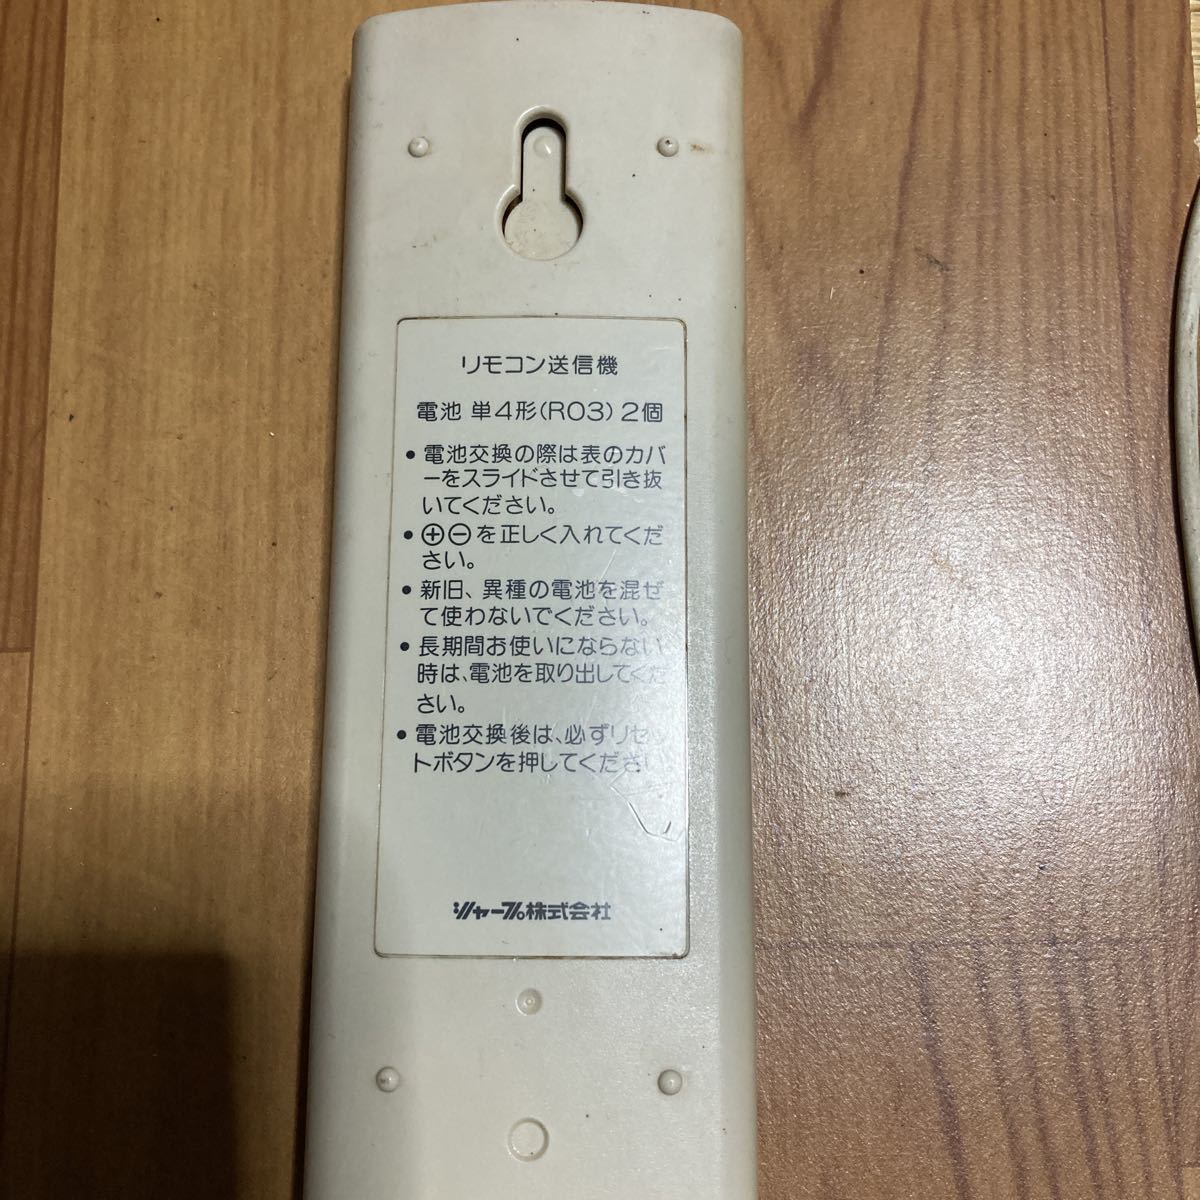 リモコン送信機
電池 単4形(R03)2個
• 電池交換の際は表のカバ
ーをスライドさせて引き抜
いてください。
• ⊕⊖を正しく入れてくだ
さい。
• 新旧、異種の電池を混ぜ
て使わないでください。
• 長期間お使いにならない
時は、電池を取り出してくだ
さい。
• 電池交換後は、必ずリセッ
トボタンを押してくださ
シャープ株式会社